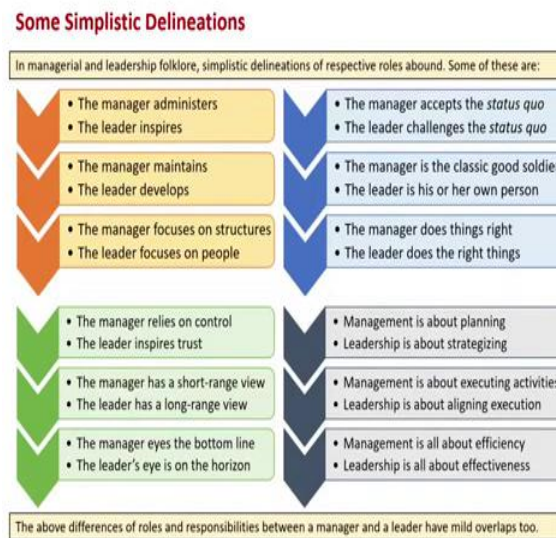 Some Simplistic Delineations
In managerial and leadership folklore, simplistic delineations of respective roles abound. Some of these are:
• The manager administers
• The leader inspires
• The manager maintains
• The leader develops
• The manager focuses on structures
• The leader focuses on people
• The manager accepts the status quo
• The leader challenges the status quo
• The manager is the classic good soldier
• The leader is his or her own person
• The manager does things right
• The leader does the right things
• The manager relies on control
• The leader inspires trust
• The manager has a short-range view
• The leader has a long-range view
• The manager eyes the bottom line
• The leader's eye is on the horizon
• Management is about planning
• Leadership is about strategizing
• Management is about executing activities
• Leadership is about aligning execution
• Management is all about efficiency
• Leadership is all about effectiveness
The above differences of roles and responsibilities between a manager and a leader have mild overlaps too.